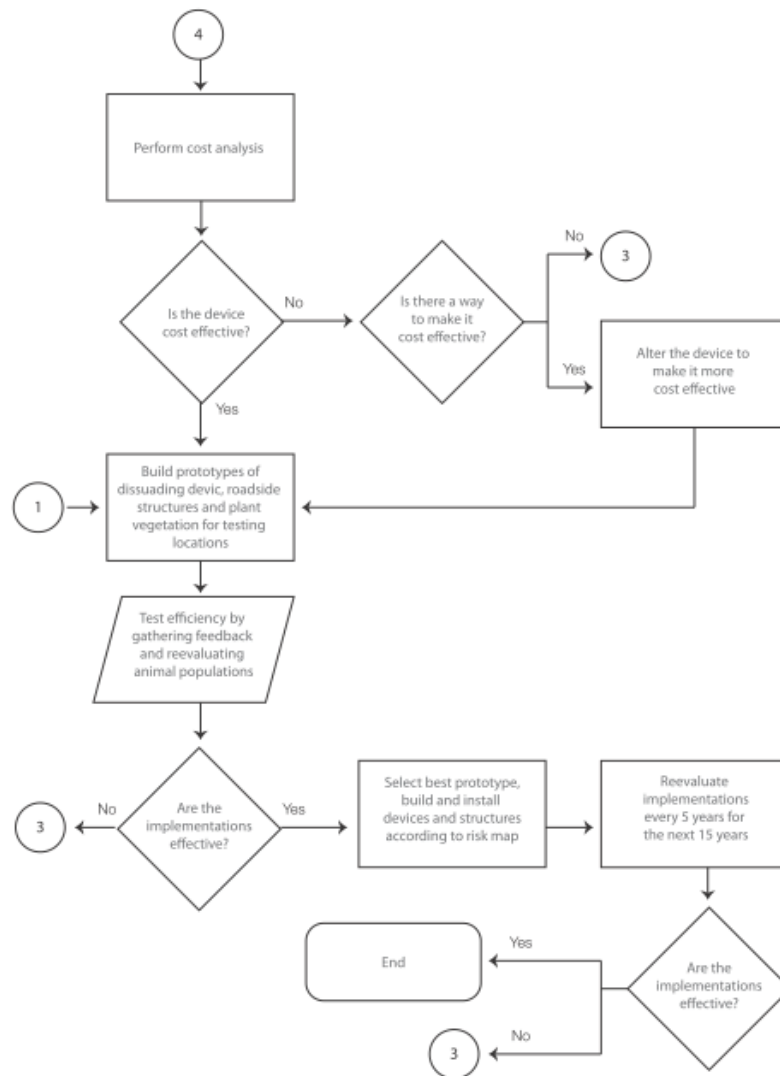 4
Perform cost analysis
Is the device
cost effective?
No
Is there a way
to make it
cost effective?
No
3
Yes
Alter the device to
make it more
cost effective
Yes
1
Build prototypes of
dissuading devic, roadside
structures and plant
vegetation for testing
locations
Test efficiency by
gathering feedback
and reevaluating
animal populations
Are the
implementations
effective?
No
3
Yes
Select best prototype,
build and install
devices and structures
according to risk map
Reevaluate
implementations
every 5 years for
the next 15 years
Are the
implementations
effective?
Yes
End
No
3